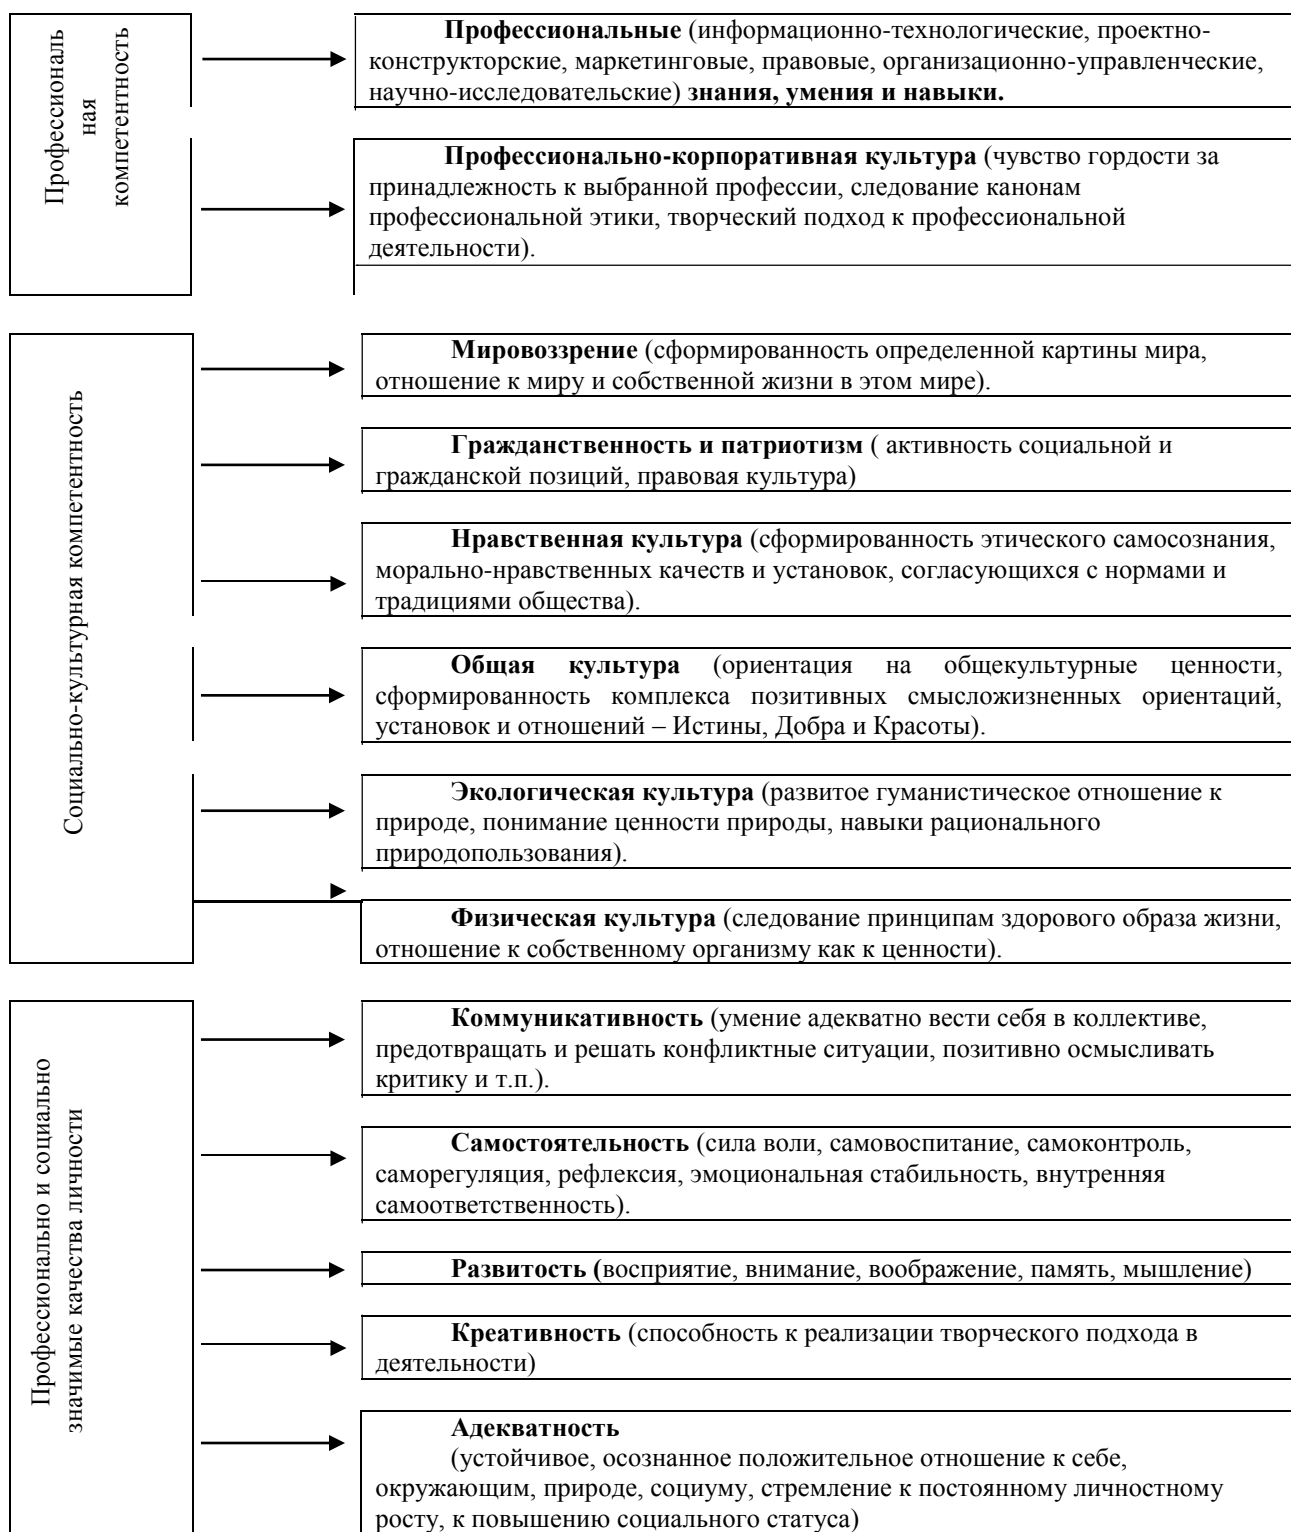 Профессиональ
ная
компетентность
Профессиональные (информационно-технологические, проектно-
конструкторские, маркетинговые, правовые, организационно-управленческие,
научно-исследовательские) знания, умения и навыки.
Профессионально-корпоративная культура (чувство гордости за
принадлежность к выбранной профессии, следование канонам
профессиональной этики, творческий подход к профессиональной
деятельности).
Социально-культурная компетентность
Мировоззрение (сформированность определенной картины мира,
отношение к миру и собственной жизни в этом мире).
Гражданственность и патриотизм ( активность социальной и
гражданской позиций, правовая культура)
Нравственная культура (сформированность этического самосознания,
морально-нравственных качеств и установок, согласующихся с нормами и
традициями общества).
Общая культура (ориентация на общекультурные ценности,
сформированность комплекса позитивных смысложизненных ориентаций,
установок и отношений – Истины, Добра и Красоты).
Экологическая культура (развитое гуманистическое отношение к
природе, понимание ценности природы, навыки рационального
природопользования).
Физическая культура (следование принципам здорового образа жизни,
отношение к собственному организму как к ценности).
Профессионально и социально
значимые качества личности
Коммуникативность (умение адекватно вести себя в коллективе,
предотвращать и решать конфликтные ситуации, позитивно осмысливать
критику и т.п.).
Самостоятельность (сила воли, самовоспитание, самоконтроль,
саморегуляция, рефлексия, эмоциональная стабильность, внутренняя
самоответственность).
Развитость (восприятие, внимание, воображение, память, мышление)
Креативность (способность к реализации творческого подхода в
деятельности)
Адекватность
(устойчивое, осознанное положительное отношение к себе,
окружающим, природе, социуму, стремление к постоянному личностному
росту, к повышению социального статуса)